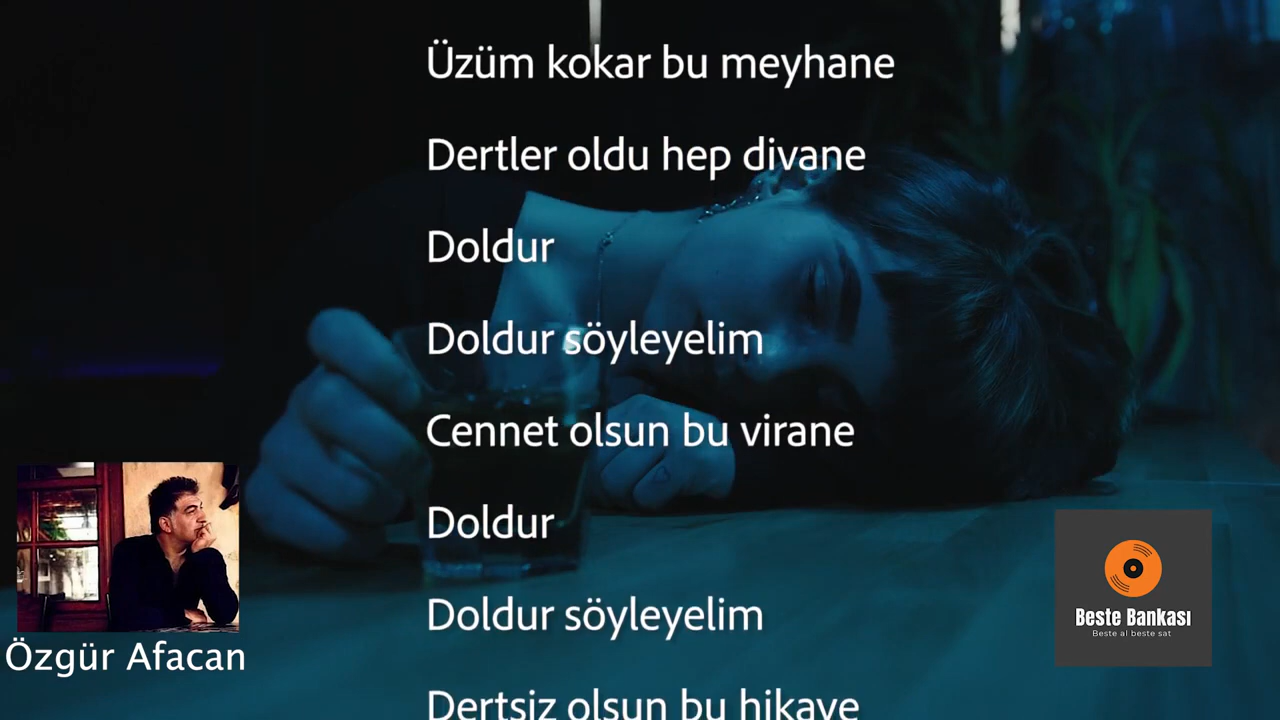 Üzüm kokar bu meyhane
Dertler oldu hep divane
Doldur
Doldur söyleyelim
Cennet olsun bu virane
Doldur
Doldur söyleyelim
Dertsiz olsun bu hikaye
Özgür Afacan
Beste Bankası
Beste al beste sat